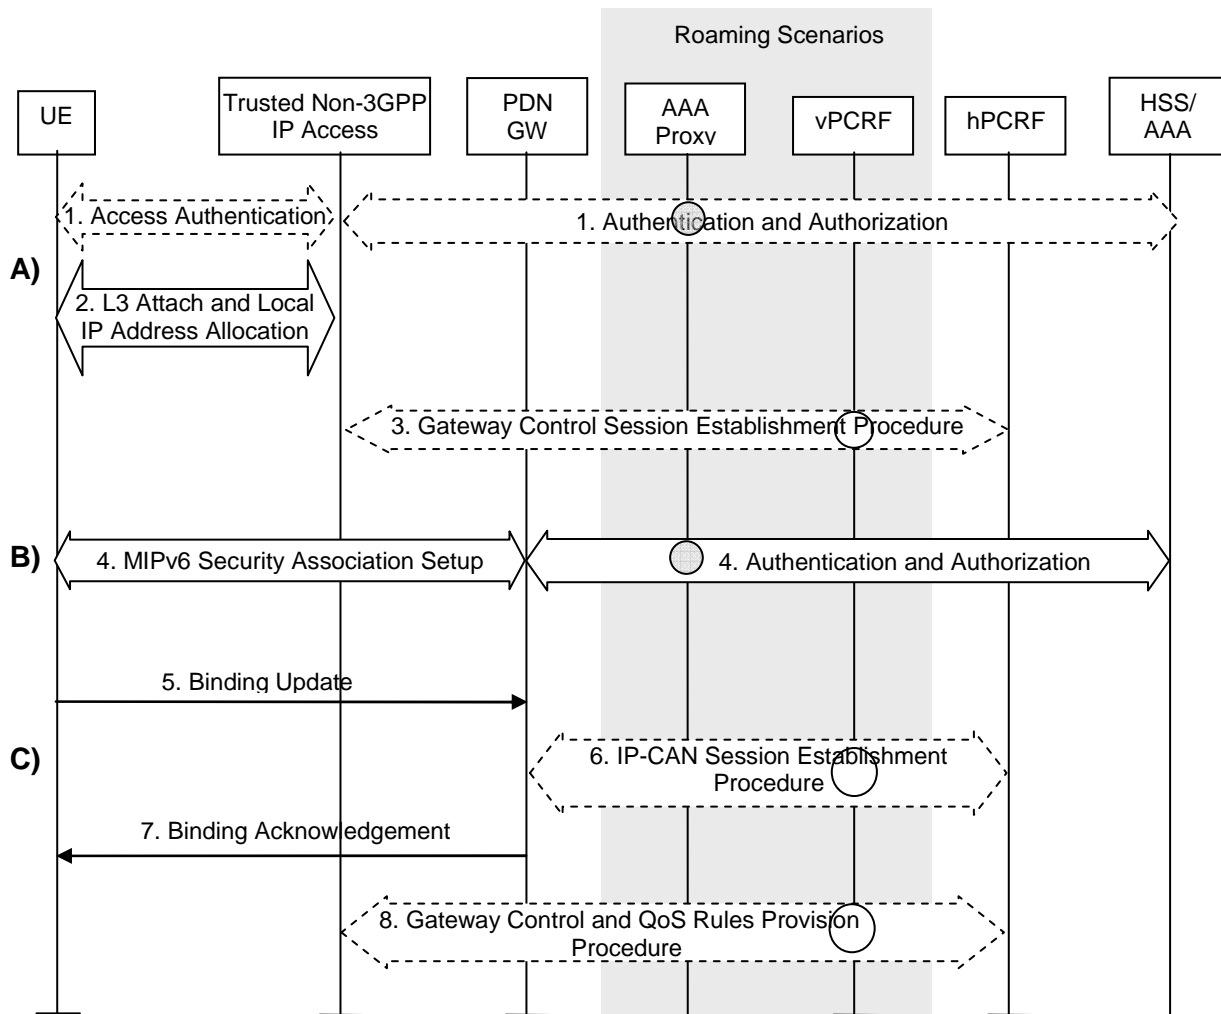 Roaming Scenarios
UE
Trusted Non-3GPP
IP Access
PDN
GW
AAA
Proxy
vPCRF
hPCRF
HSS/
AAA
1. Access Authentication
1. Authentication and Authorization
A)
2. L3 Attach and Local
IP Address Allocation
3. Gateway Control Session Establishment Procedure
B)
4. MIPv6 Security Association Setup
4. Authentication and Authorization
5. Binding Update
C)
6. IP-CAN Session Establishment
Procedure
7. Binding Acknowledgement
8. Gateway Control and QoS Rules Provision
Procedure